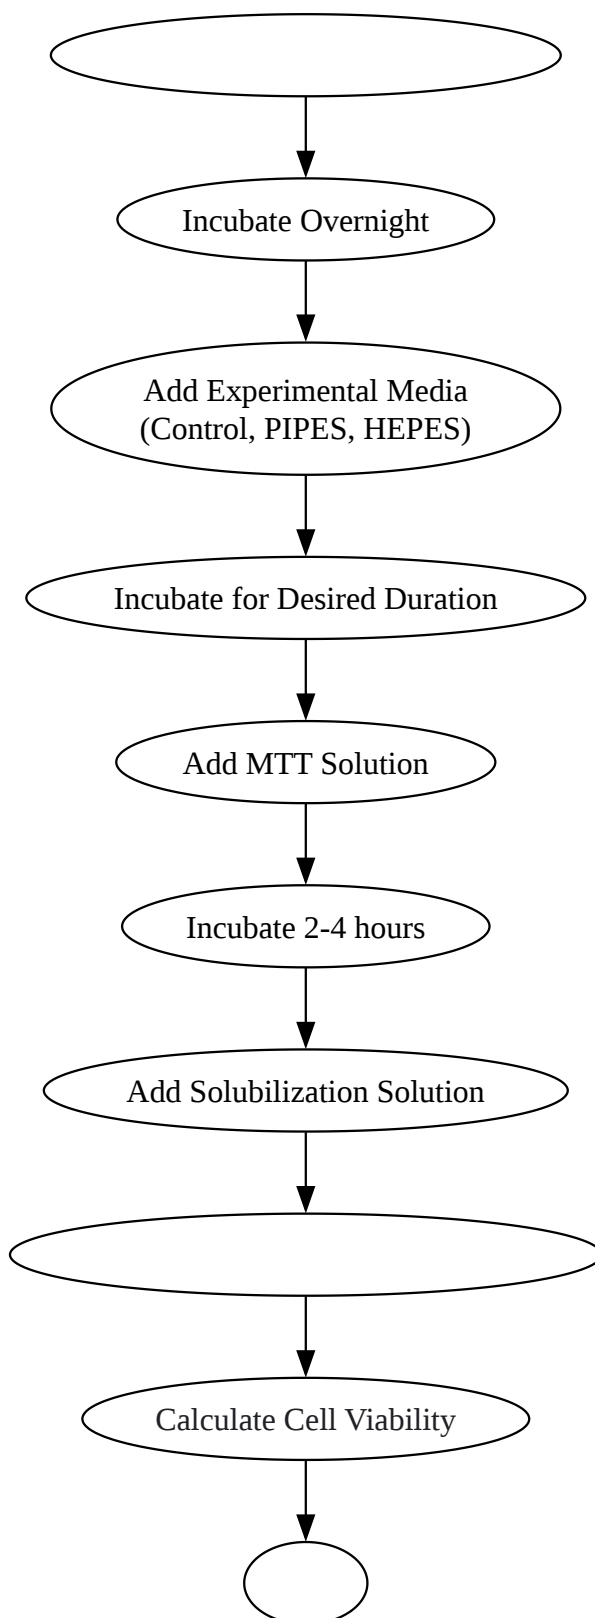 Incubate Overnight
Add Experimental Media
(Control, PIPES, HEPES)
Incubate for Desired Duration
Add MTT Solution
Incubate 2-4 hours
Add Solubilization Solution
Calculate Cell Viability